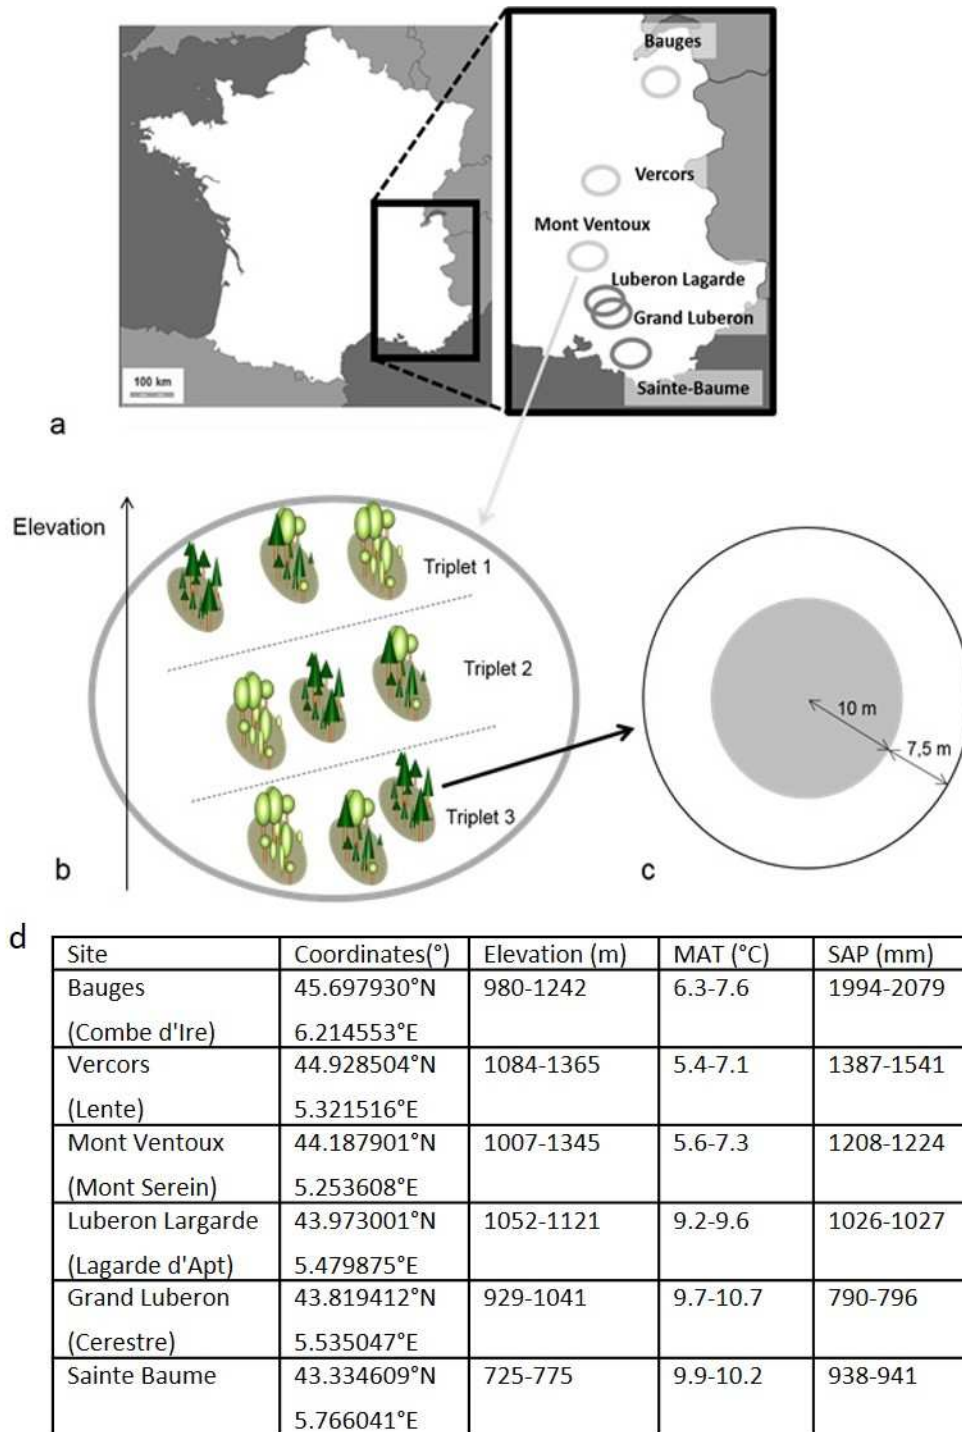 Bauges
Vercors
Mont Ventoux
Luberon Lagarde
Grand Luberon
Sainte-Baume
100 km
a
Elevation
Triplet 1
Triplet 2
Triplet 3
b
10 m
7,5 m
c
d
Site Coordinates(°) Elevation (m) MAT (°C) SAP (mm)
Bauges 45.697930°N 980-1242 6.3-7.6 1994-2079
(Combe d'Ire) 6.214553°E
Vercors 44.928504°N 1084-1365 5.4-7.1 1387-1541
(Lente) 5.321516°E
Mont Ventoux 44.187901°N 1007-1345 5.6-7.3 1208-1224
(Mont Serein) 5.253608°E
Luberon Largarde 43.973001°N 1052-1121 9.2-9.6 1026-1027
(Lagarde d'Apt) 5.479875°E
Grand Luberon 43.819412°N 929-1041 9.7-10.7 790-796
(Cerestre) 5.535047°E
Sainte Baume 43.334609°N 725-775 9.9-10.2 938-941
5.766041°E